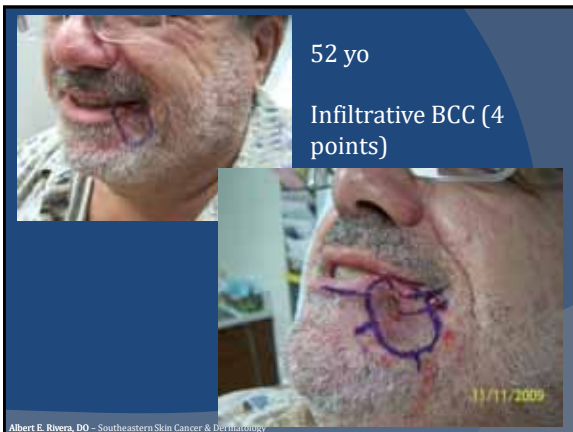 52 yo
Infiltrative BCC (4
points)
11/11/2009
Albert E. Rivera, DO – Southeastern Skin Cancer & Dermatology